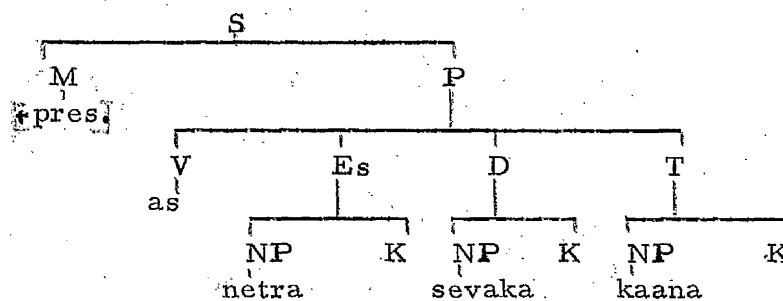 S
M P
[+ pres.]
V Es D T
as
NP K NP K NP K
netra sevaka kaana